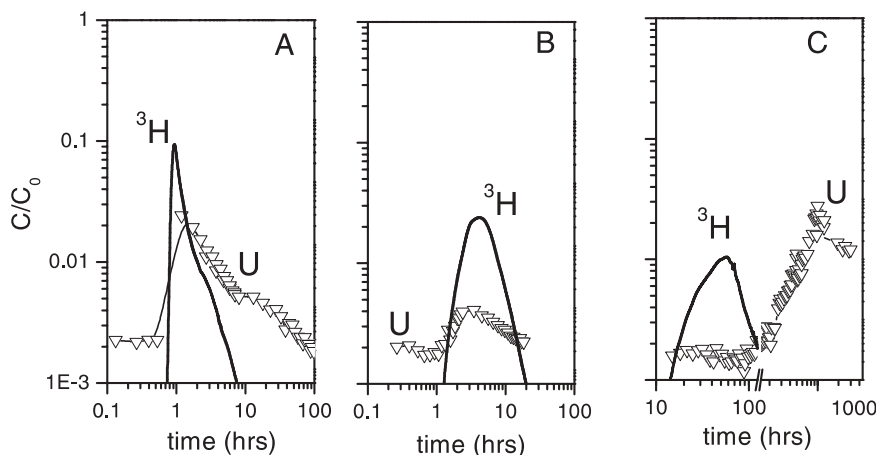 A
B
C
³H
³H
³H
U
U
U
C/C₀
1
0.1
0.01
1E-3
0.1 1 10 100
0.1 1 10 100
10 100 1000
time (hrs)
time (hrs)
time (hrs)